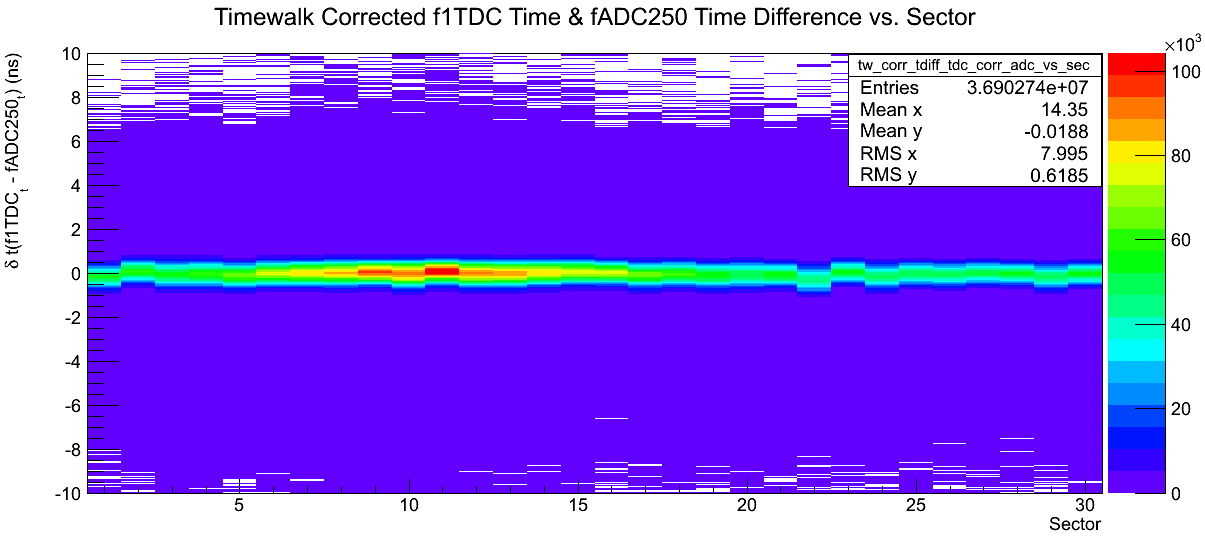 Timewalk Corrected f1TDC Time & fADC250 Time Difference vs. Sector
δ t(f1TDCt - fADC250t) (ns)
10
8
6
4
2
0
-2
-4
-6
-8
-10
5
10
15
20
25
30
Sector
tw_corr_tdiff_tdc_corr_adc_vs_sec
Entries 3.690274e+07
Mean x 14.35
Mean y -0.0188
RMS x 7.995
RMS y 0.6185
×10³
100
80
60
40
20
0